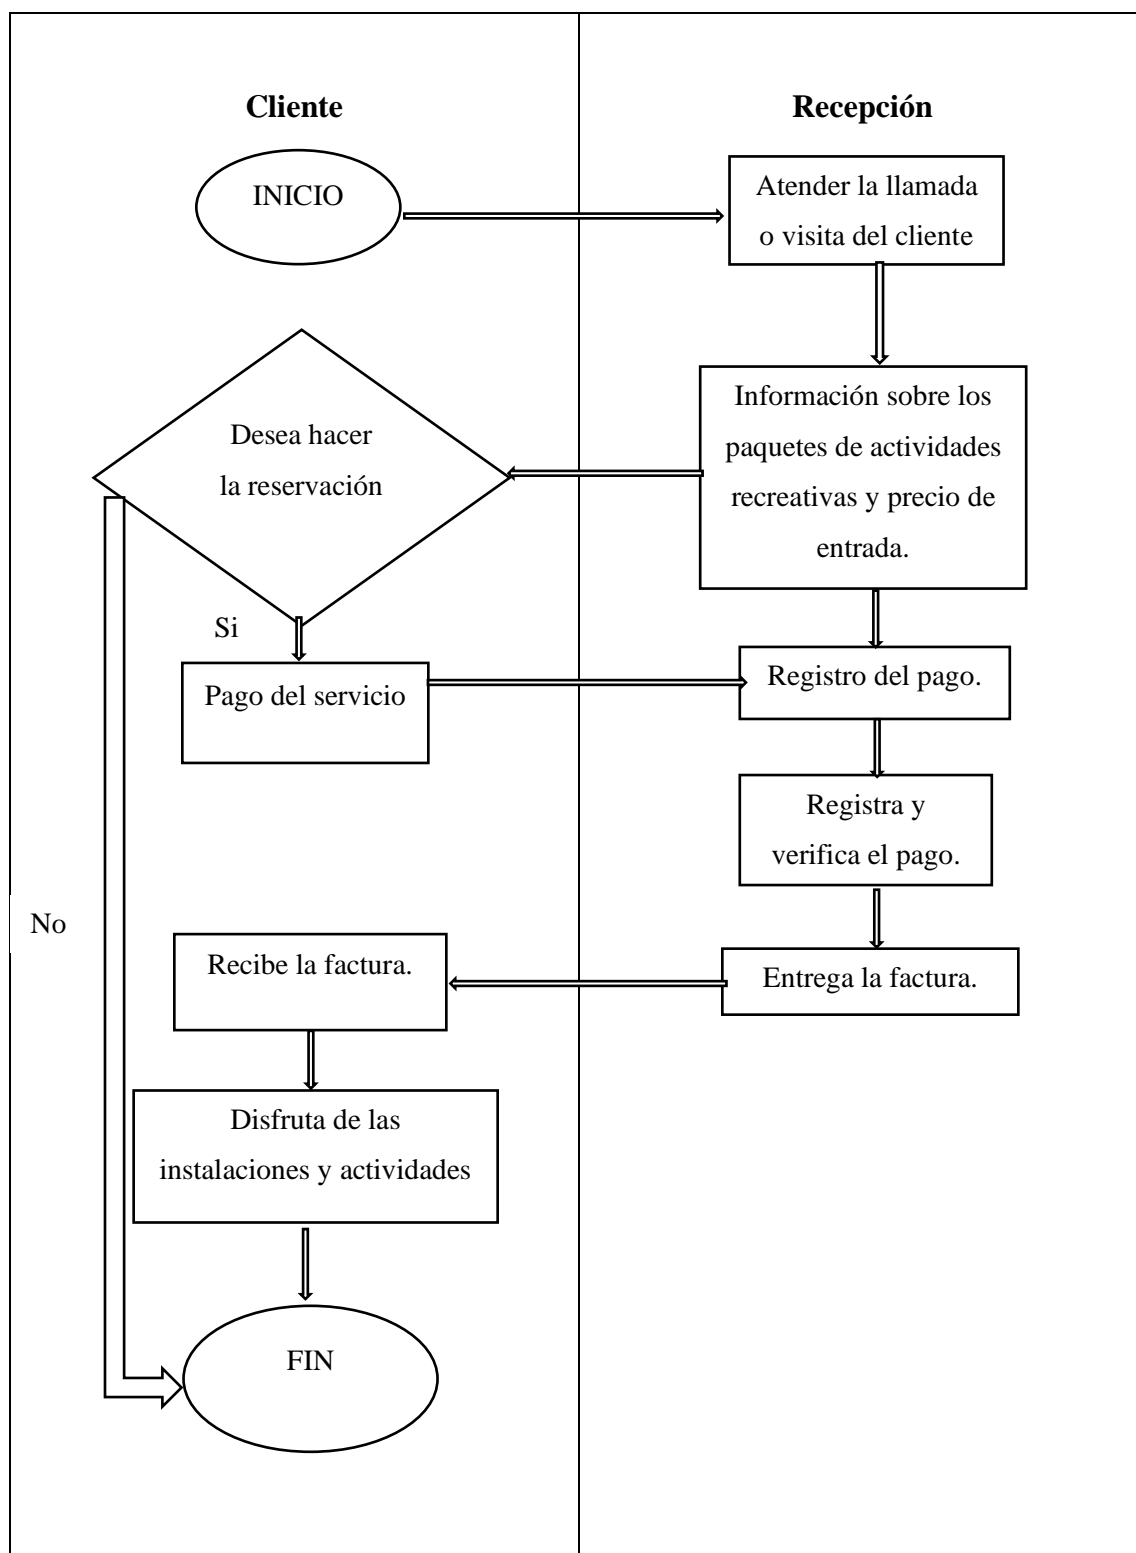 Cliente
Recepción
INICIO
Atender la llamada
o visita del cliente
Desea hacer
la reservación
Información sobre los
paquetes de actividades
recreativas y precio de
entrada.
Si
Pago del servicio
Registro del pago.
Registra y
verifica el pago.
No
Recibe la factura.
Entrega la factura.
Disfruta de las
instalaciones y actividades
FIN